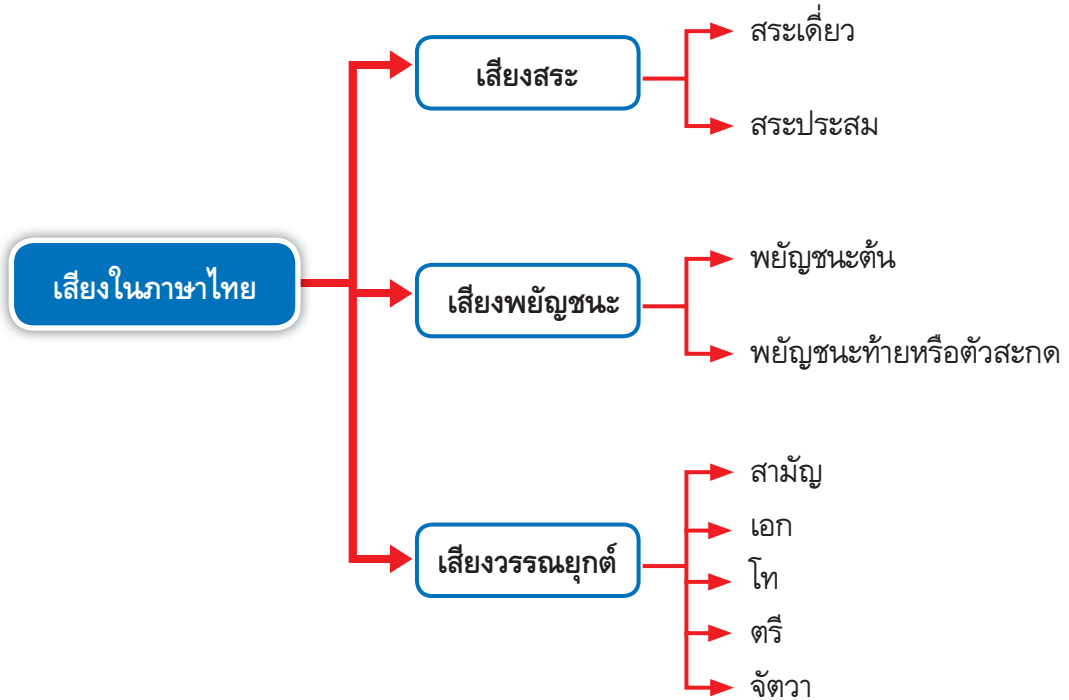 เสียงในภาษาไทย
เสียงสระ
สระเดี่ยว
สระประสม
เสียงพยัญชนะ
พยัญชนะต้น
พยัญชนะท้ายหรือตัวสะกด
เสียงวรรณยุกต์
สามัญ
เอก
โท
ตรี
จัตวา